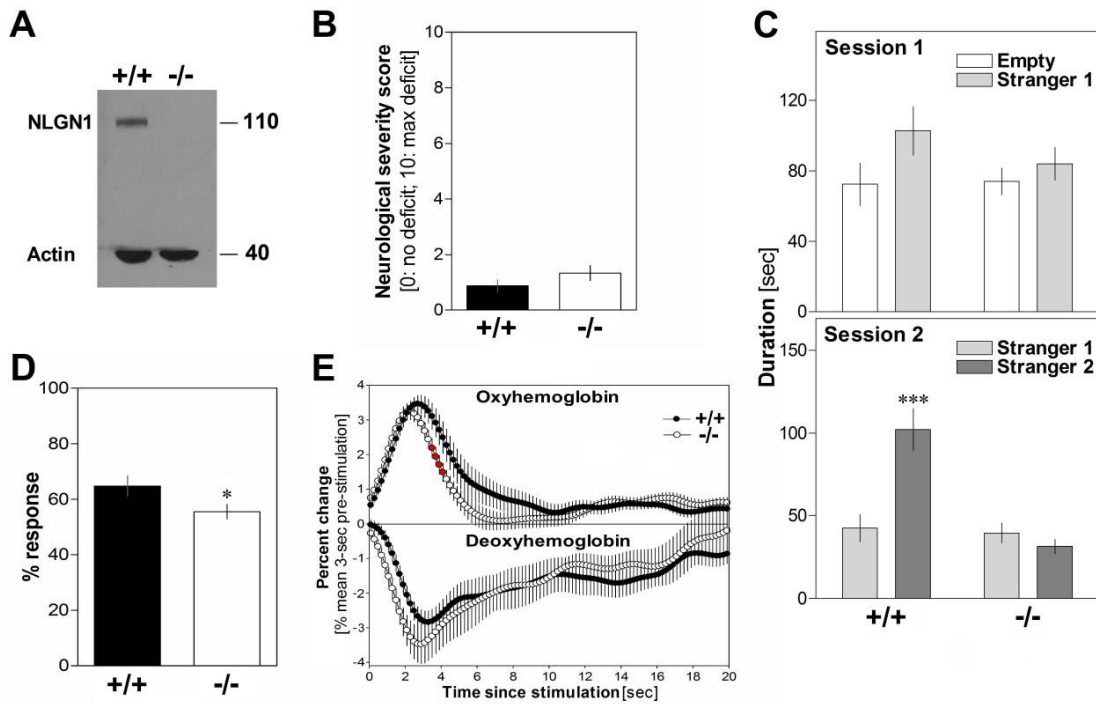 A
+/+ -/-
NLGN1 — 110
Actin — 40
B
Neurological severity score
[0: no deficit; 10: max deficit]
10
8
6
4
2
0
+/+ -/-
C
Session 1
Empty
Stranger 1
120
80
40
0
Duration [sec]
Session 2
Stranger 1
Stranger 2
150
100
50
0
***
+/+ -/-
D
% response
100
80
60
40
20
0
*
+/+ -/-
E
Percent change
[% mean 3-sec pre-stimulation]
4
3
2
1
0
-1
-2
-3
-4
Oxyhemoglobin
+/+
-/-
Deoxyhemoglobin
0 2 4 6 8 10 12 14 16 18 20
Time since stimulation [sec]